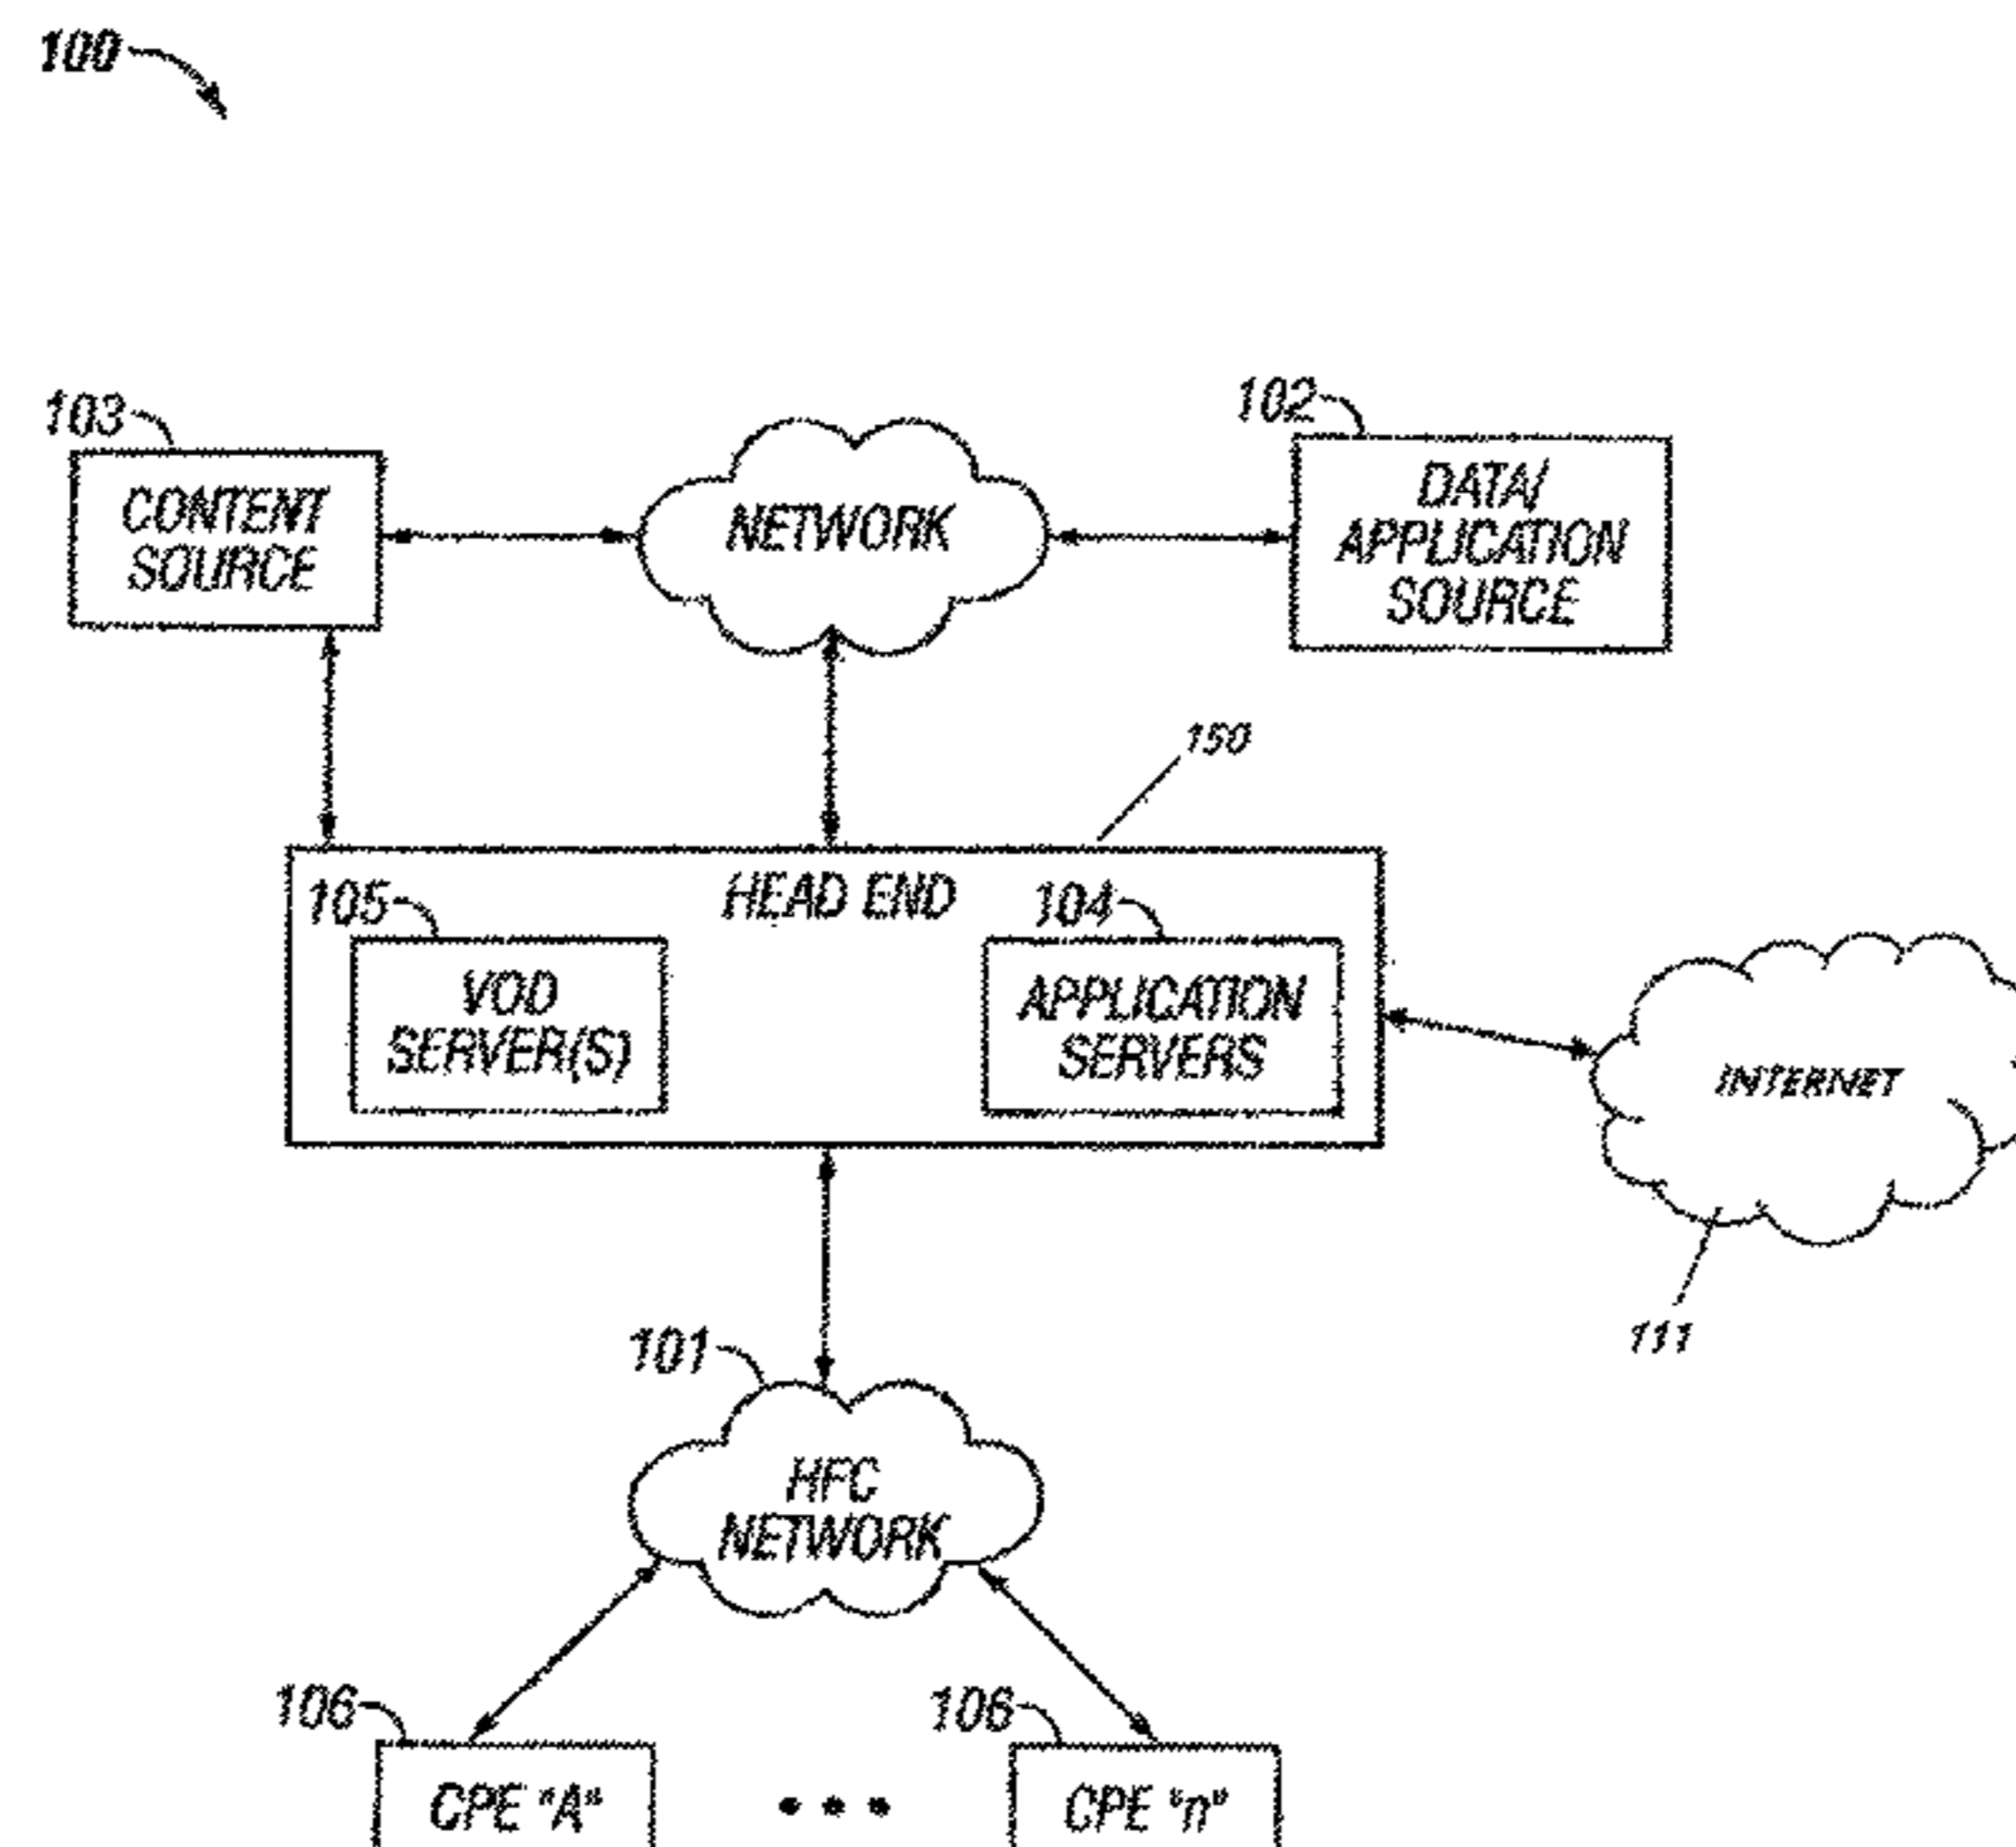 100
103
102
CONTENT
SOURCE
NETWORK
DATA/
APPLICATION
SOURCE
150
HEAD END
105
104
VOD
SERVER(S)
APPLICATION
SERVERS
INTERNET
111
101
HFC
NETWORK
106
106
CPE "A"
CPE "n"